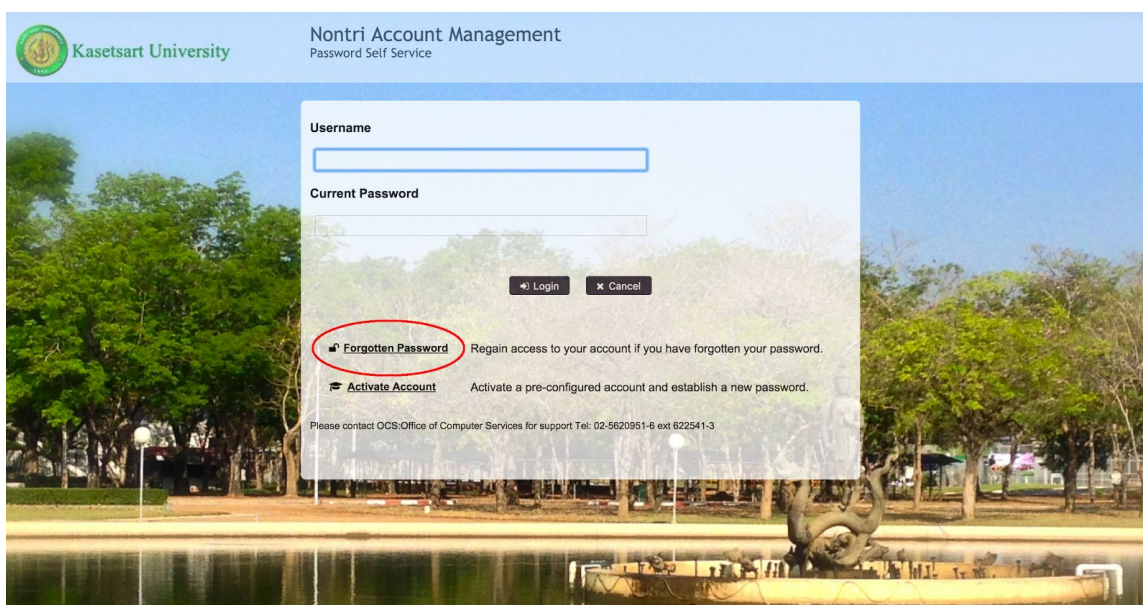 Kasetsart University
Nontri Account Management
Password Self Service
Username
Current Password
Login
Cancel
Forgotten Password Regain access to your account if you have forgotten your password.
Activate Account Activate a pre-configured account and establish a new password.
Please contact OCS:Office of Computer Services for support Tel: 02-5620951-6 ext 622541-3